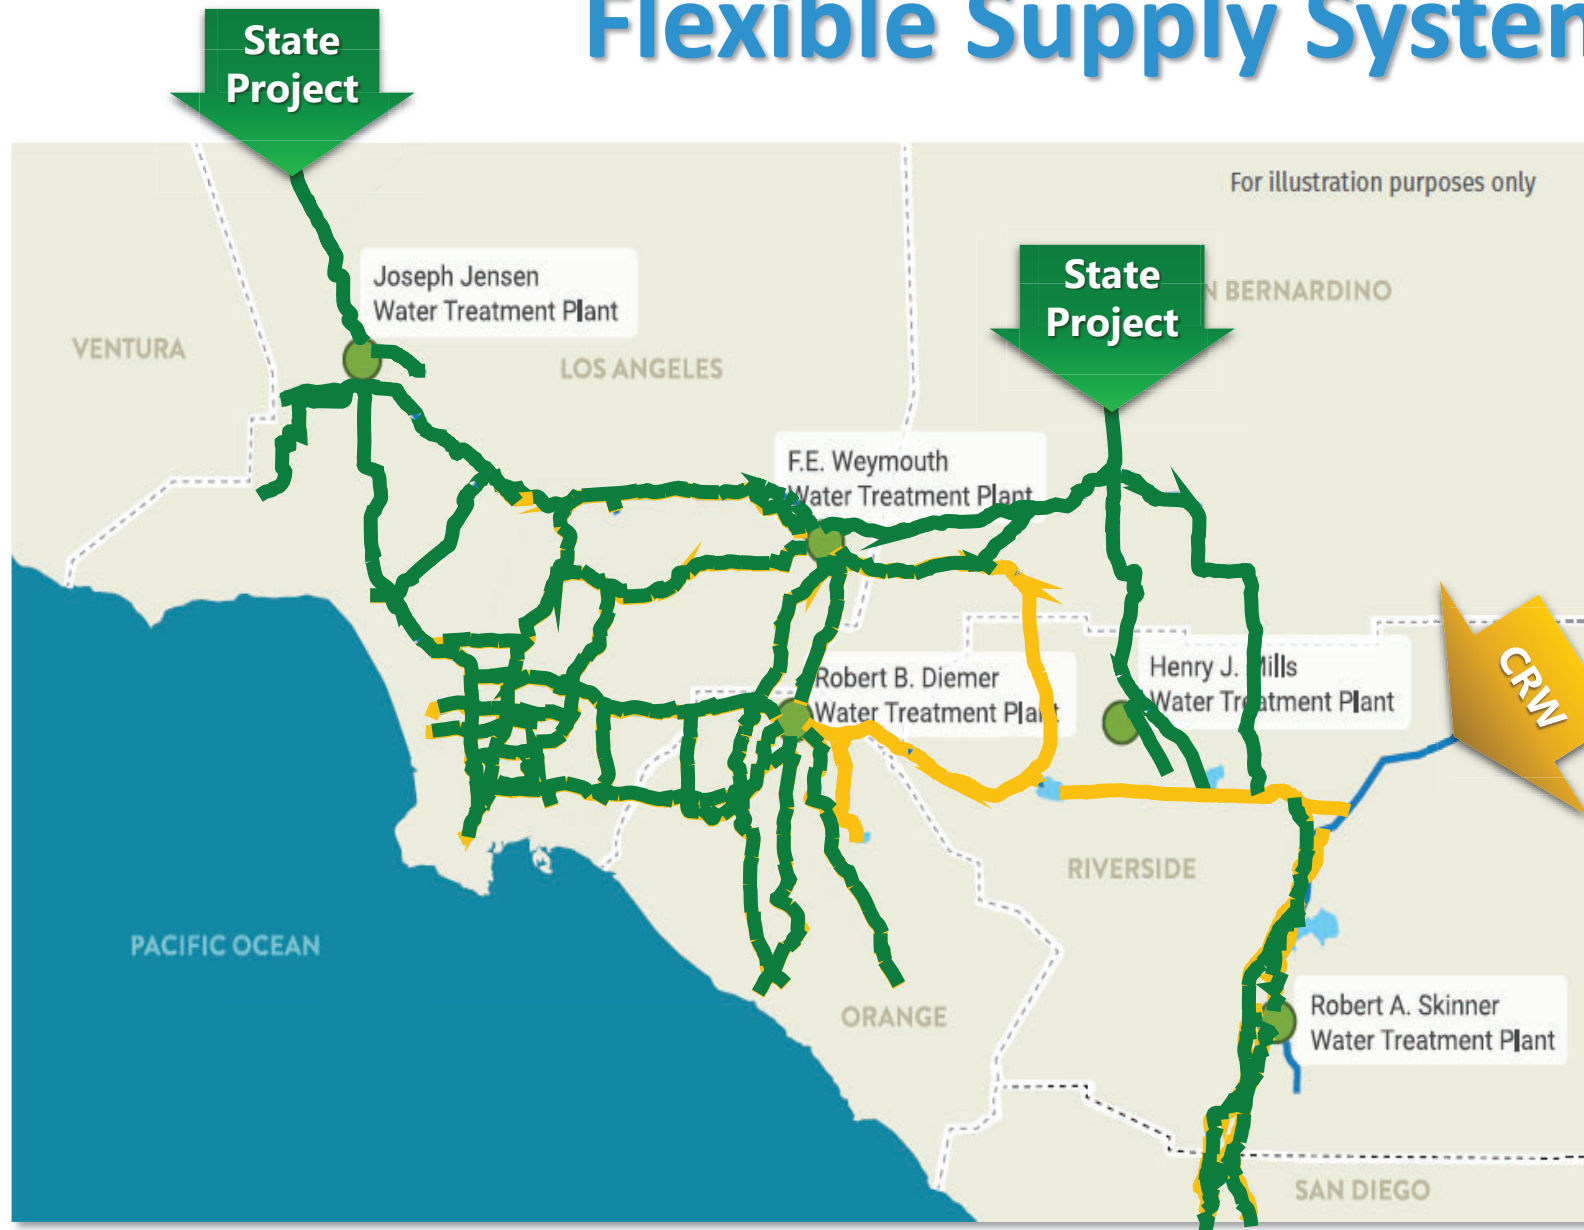 Flexible Supply System
State
Project
For illustration purposes only
Joseph Jensen
Water Treatment Plant
State
Project
N BERNARDINO
VENTURA
LOS ANGELES
F.E. Weymouth
Water Treatment Plant
CRW
Robert B. Diemer
Water Treatment Plant
Henry J. Mills
Water Treatment Plant
RIVERSIDE
PACIFIC OCEAN
ORANGE
Robert A. Skinner
Water Treatment Plant
SAN DIEGO